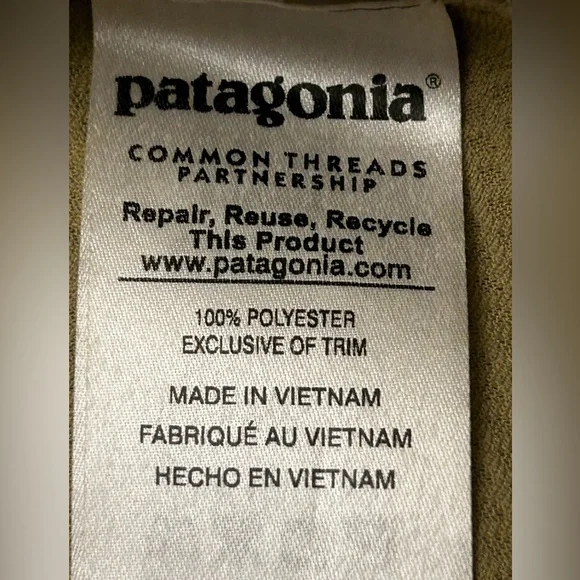 patagonia®
COMMON THREADS
PARTNERSHIP
Repair, Reuse, Recycle
This Product
www.patagonia.com
100% POLYESTER
EXCLUSIVE OF TRIM
MADE IN VIETNAM
FABRIQUÉ AU VIETNAM
HECHO EN VIETNAM